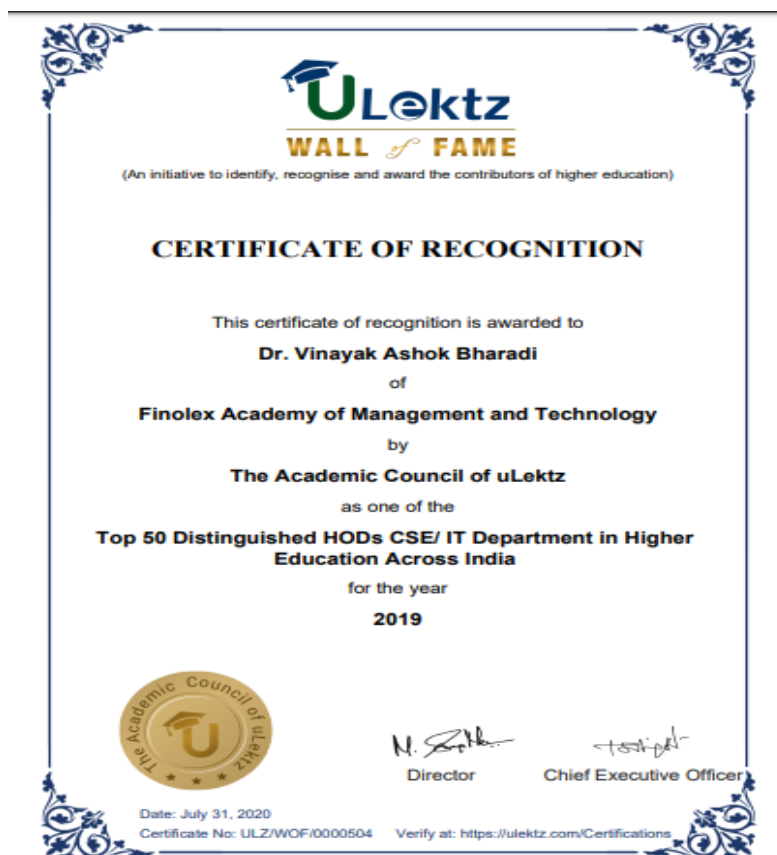 ULektz
WALL of FAME
(An initiative to identify, recognise and award the contributors of higher education)
CERTIFICATE OF RECOGNITION
This certificate of recognition is awarded to
Dr. Vinayak Ashok Bharadi
of
Finolex Academy of Management and Technology
by
The Academic Council of uLektz
as one of the
Top 50 Distinguished HODs CSE/ IT Department in Higher
Education Across India
for the year
2019
The Academic Council of uLektz
U
Director
Chief Executive Officer
Date: July 31, 2020
Certificate No: ULZ/WOF/0000504 Verify at: https://ulektz.com/Certifications